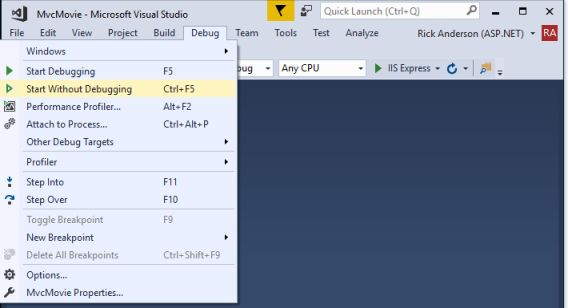 MvcMovie - Microsoft Visual Studio
Quick Launch (Ctrl+Q)
File Edit View Project Build Debug Team Tools Test Analyze Rick Anderson (ASP.NET) RA
Windows
Start Debugging F5
bug Any CPU IIS Express
Start Without Debugging Ctrl+F5
Performance Profiler... Alt+F2
Attach to Process... Ctrl+Alt+P
Other Debug Targets
Profiler
Step Into F11
Step Over F10
Toggle Breakpoint F9
New Breakpoint
Delete All Breakpoints Ctrl+Shift+F9
Options...
MvcMovie Properties...